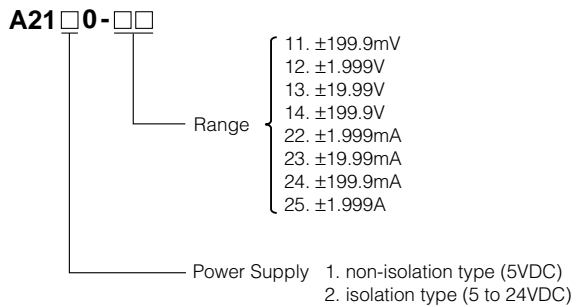 A21□0-□□
Range
11. ±199.9mV
12. ±1.999V
13. ±19.99V
14. ±199.9V
22. ±1.999mA
23. ±19.99mA
24. ±199.9mA
25. ±1.999A
Power Supply 1. non-isolation type (5VDC)
2. isolation type (5 to 24VDC)